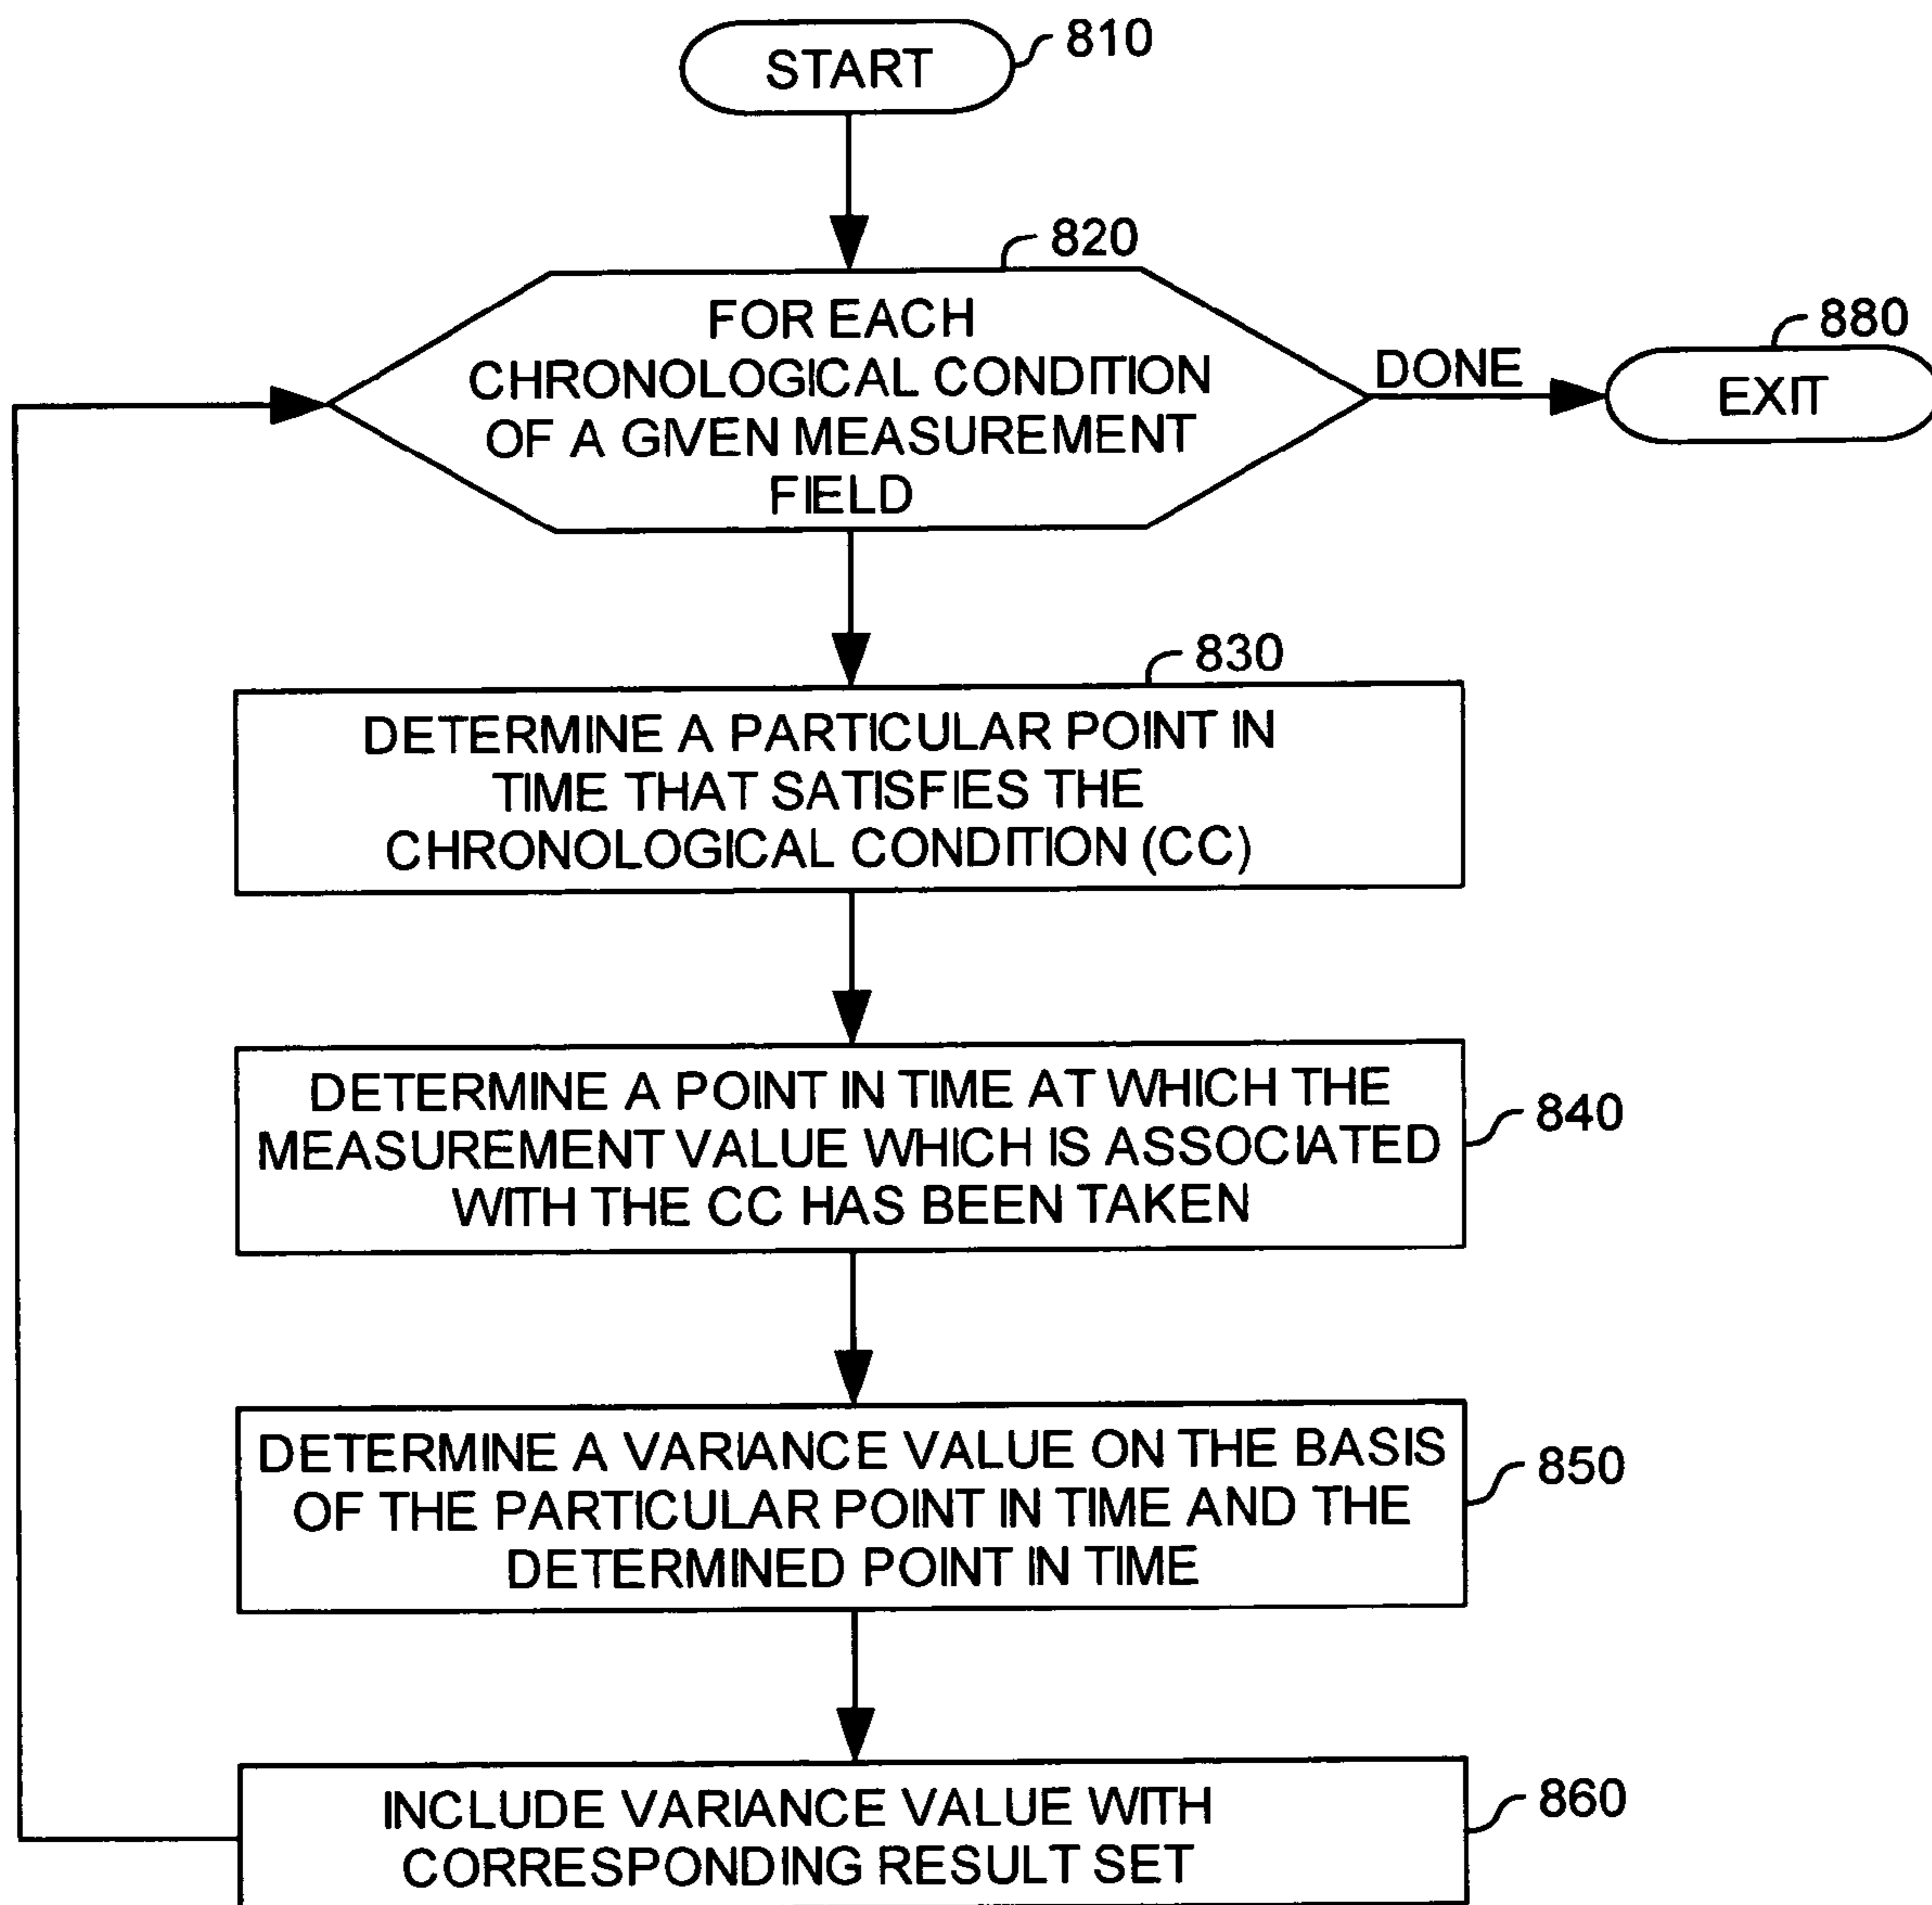 START
810
820
FOR EACH
CHRONOLOGICAL CONDITION
OF A GIVEN MEASUREMENT
FIELD
DONE
880
EXIT
830
DETERMINE A PARTICULAR POINT IN
TIME THAT SATISFIES THE
CHRONOLOGICAL CONDITION (CC)
DETERMINE A POINT IN TIME AT WHICH THE
MEASUREMENT VALUE WHICH IS ASSOCIATED
WITH THE CC HAS BEEN TAKEN
840
DETERMINE A VARIANCE VALUE ON THE BASIS
OF THE PARTICULAR POINT IN TIME AND THE
DETERMINED POINT IN TIME
850
INCLUDE VARIANCE VALUE WITH
CORRESPONDING RESULT SET
860